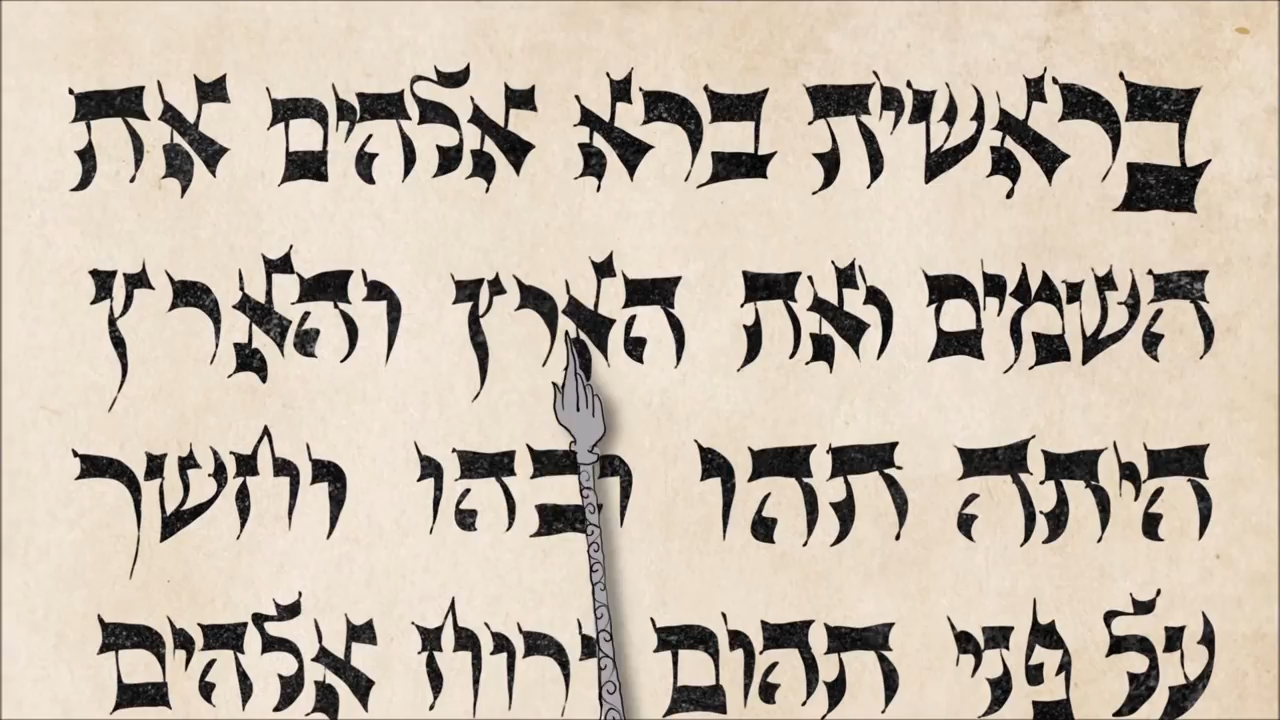 בראשית ברא אלהים את
השמים ואת הארץ והארץ
היתה תהו ובהו וחשך
על פני תהום ורוח אלהים